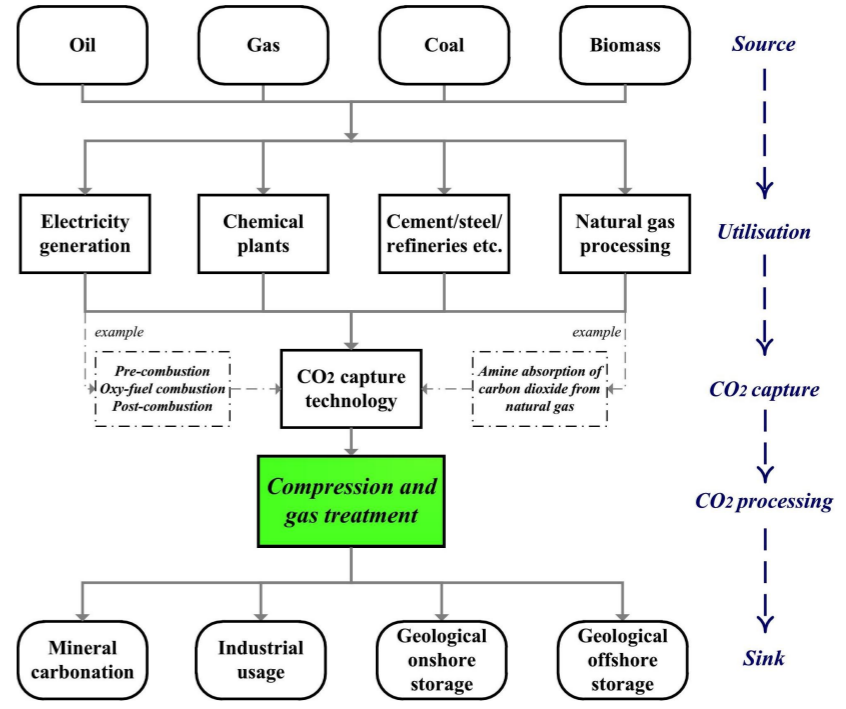 Oil
Gas
Coal
Biomass
Source
Electricity
generation
Chemical
plants
Cement/steel/
refineries etc.
Natural gas
processing
Utilisation
example
example
Pre-combustion
Oxy-fuel combustion
Post-combustion
CO2 capture
technology
Amine absorption of
carbon dioxide from
natural gas
CO2 capture
Compression and
gas treatment
CO2 processing
Mineral
carbonation
Industrial
usage
Geological
onshore
storage
Geological
offshore
storage
Sink